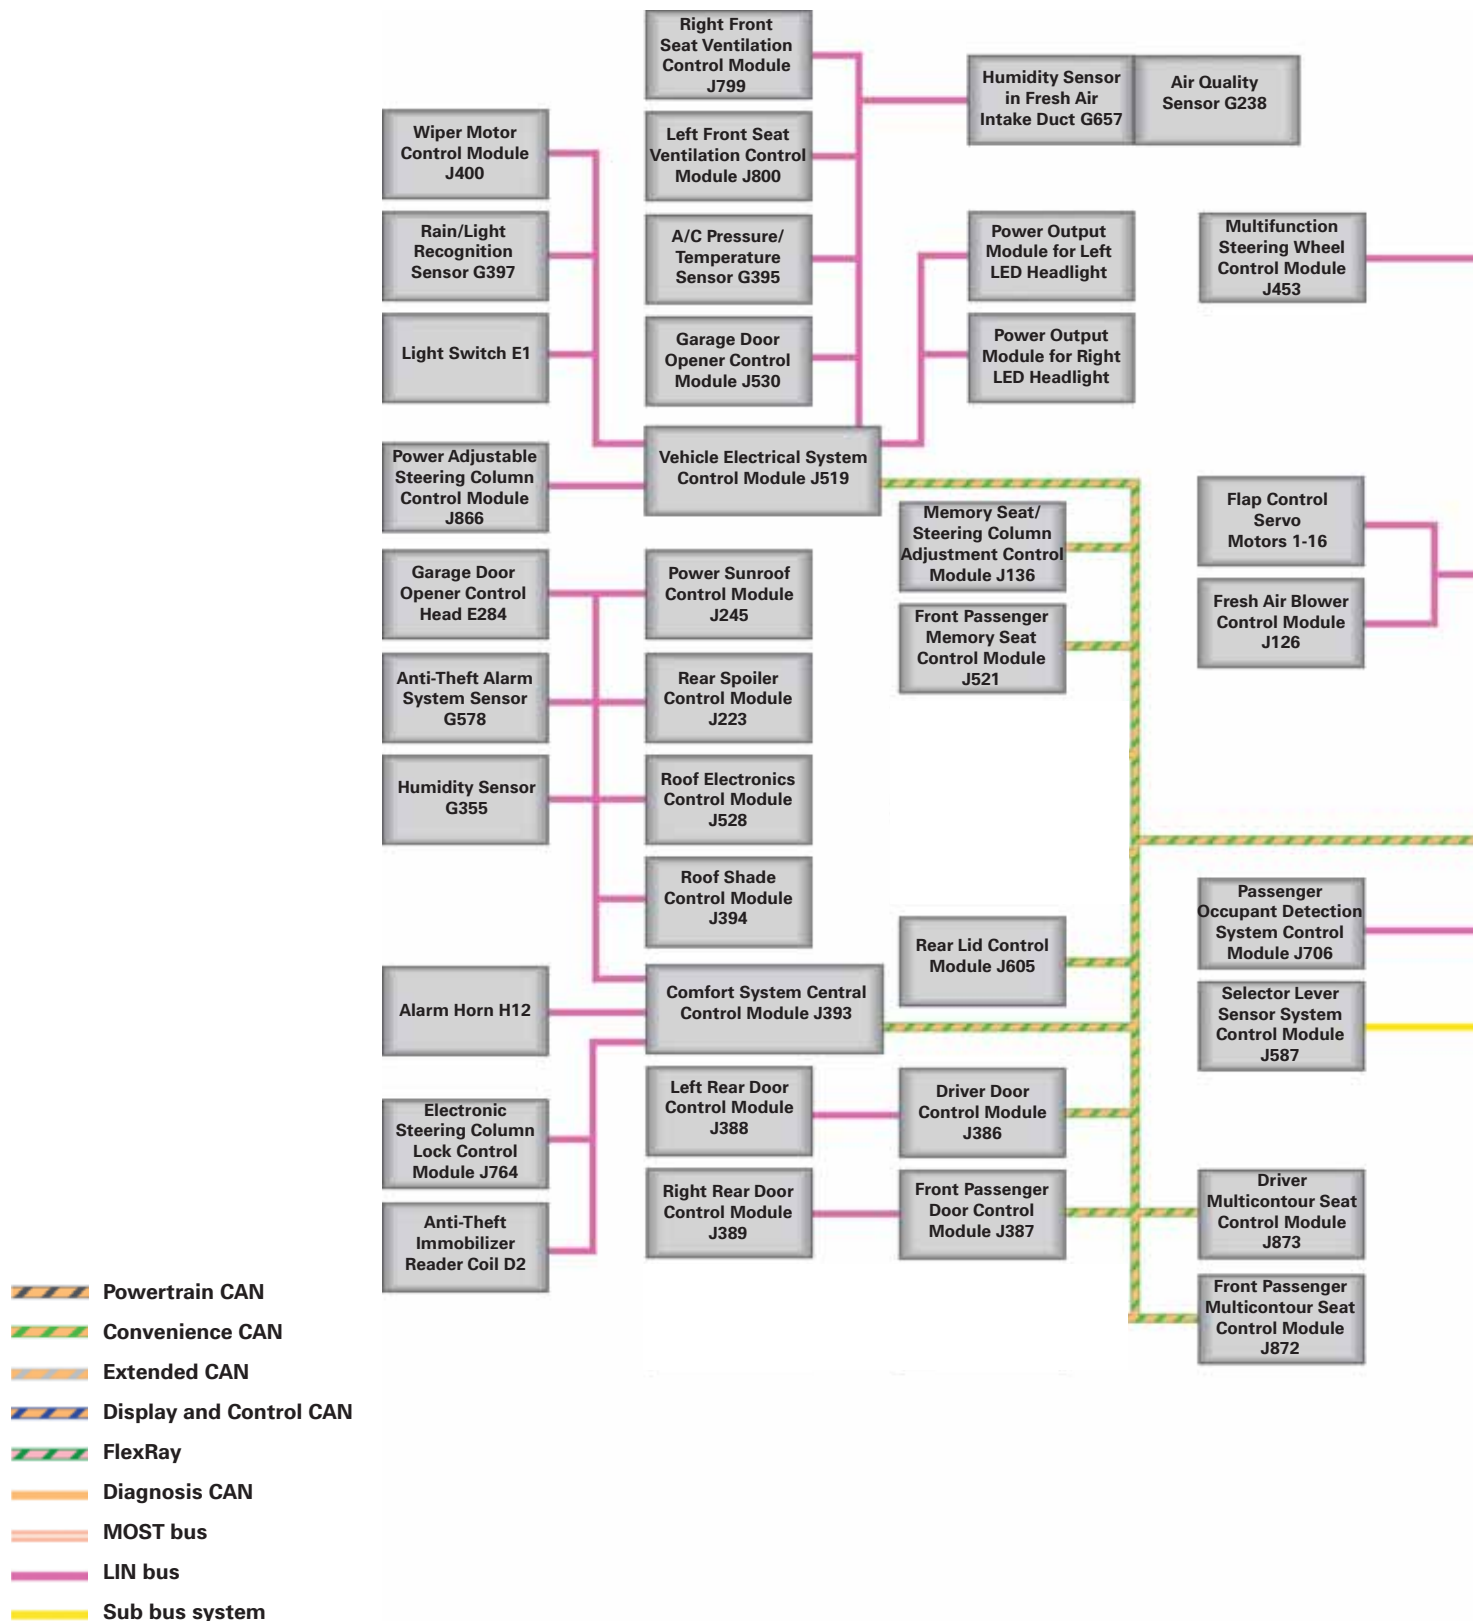 Right Front
Seat Ventilation
Control Module
J799
Humidity Sensor
in Fresh Air
Intake Duct G657
Air Quality
Sensor G238
Wiper Motor
Control Module
J400
Left Front Seat
Ventilation Control
Module J800
Rain/Light
Recognition
Sensor G397
A/C Pressure/
Temperature
Sensor G395
Power Output
Module for Left
LED Headlight
Multifunction
Steering Wheel
Control Module
J453
Light Switch E1
Garage Door
Opener Control
Module J530
Power Output
Module for Right
LED Headlight
Power Adjustable
Steering Column
Control Module
J866
Vehicle Electrical System
Control Module J519
Memory Seat/
Steering Column
Adjustment Control
Module J136
Flap Control
Servo
Motors 1-16
Garage Door
Opener Control
Head E284
Power Sunroof
Control Module
J245
Front Passenger
Memory Seat
Control Module
J521
Fresh Air Blower
Control Module
J126
Anti-Theft Alarm
System Sensor
G578
Rear Spoiler
Control Module
J223
Humidity Sensor
G355
Roof Electronics
Control Module
J528
Roof Shade
Control Module
J394
Rear Lid Control
Module J605
Passenger
Occupant Detection
System Control
Module J706
Alarm Horn H12
Comfort System Central
Control Module J393
Selector Lever
Sensor System
Control Module
J587
Electronic
Steering Column
Lock Control
Module J764
Left Rear Door
Control Module
J388
Driver Door
Control Module
J386
Anti-Theft
Immobilizer
Reader Coil D2
Right Rear Door
Control Module
J389
Front Passenger
Door Control
Module J387
Driver
Multicontour Seat
Control Module
J873
Front Passenger
Multicontour Seat
Control Module
J872
Powertrain CAN
Convenience CAN
Extended CAN
Display and Control CAN
FlexRay
Diagnosis CAN
MOST bus
LIN bus
Sub bus system